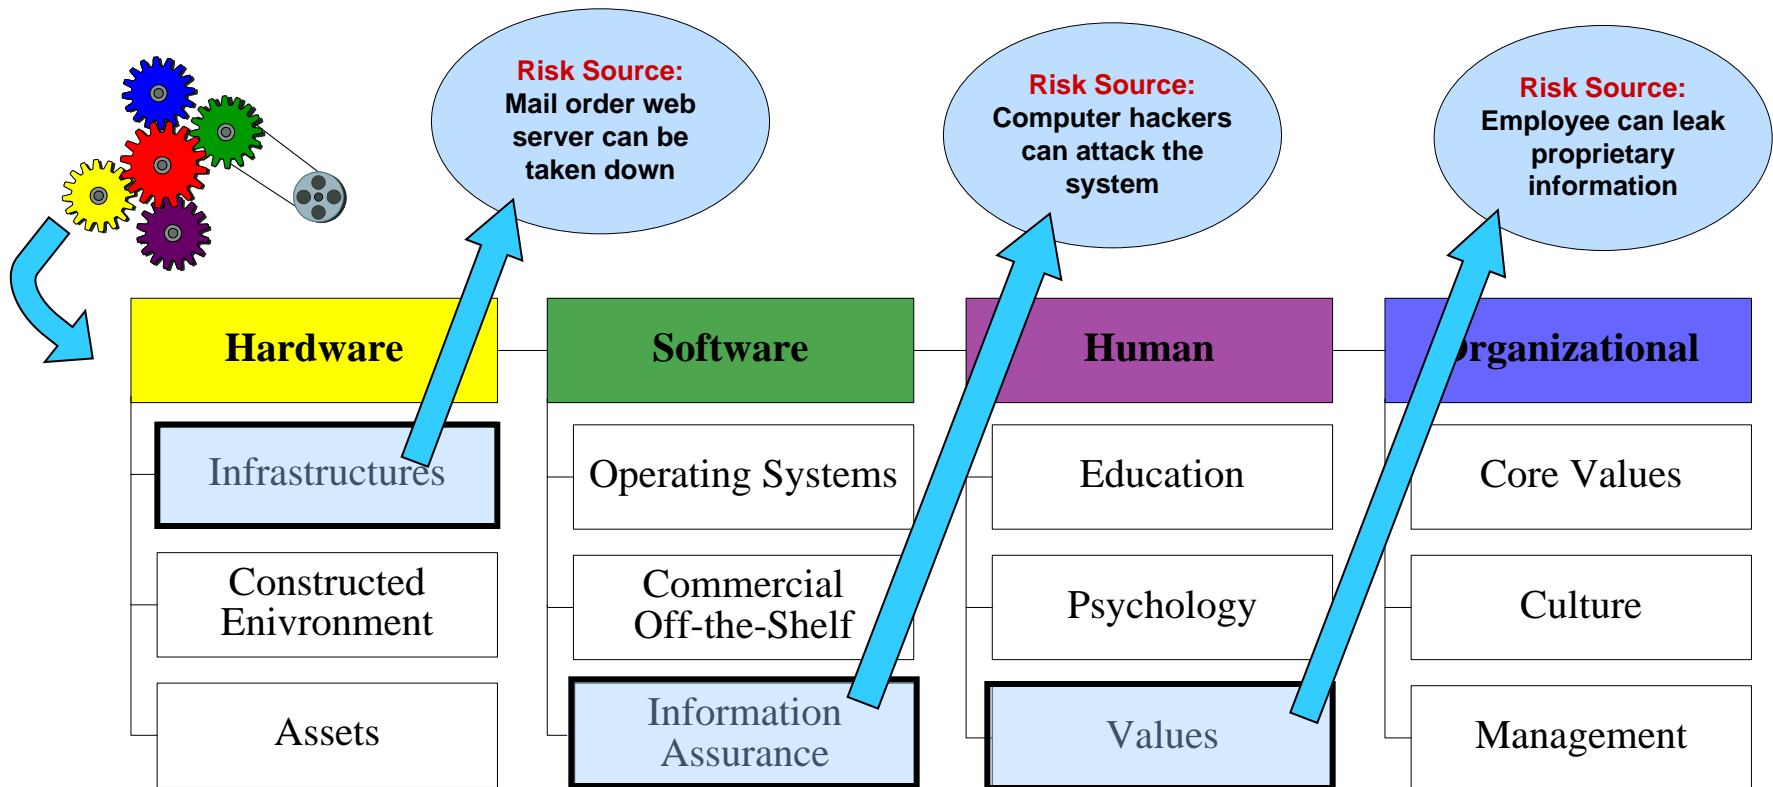 Risk Source:
Mail order web
server can be
taken down
Risk Source:
Computer hackers
can attack the
system
Risk Source:
Employee can leak
proprietary
information
Hardware
Software
Human
Organizational
Infrastructures
Operating Systems
Education
Core Values
Constructed
Enivronment
Commercial
Off-the-Shelf
Psychology
Culture
Assets
Information
Assurance
Values
Management